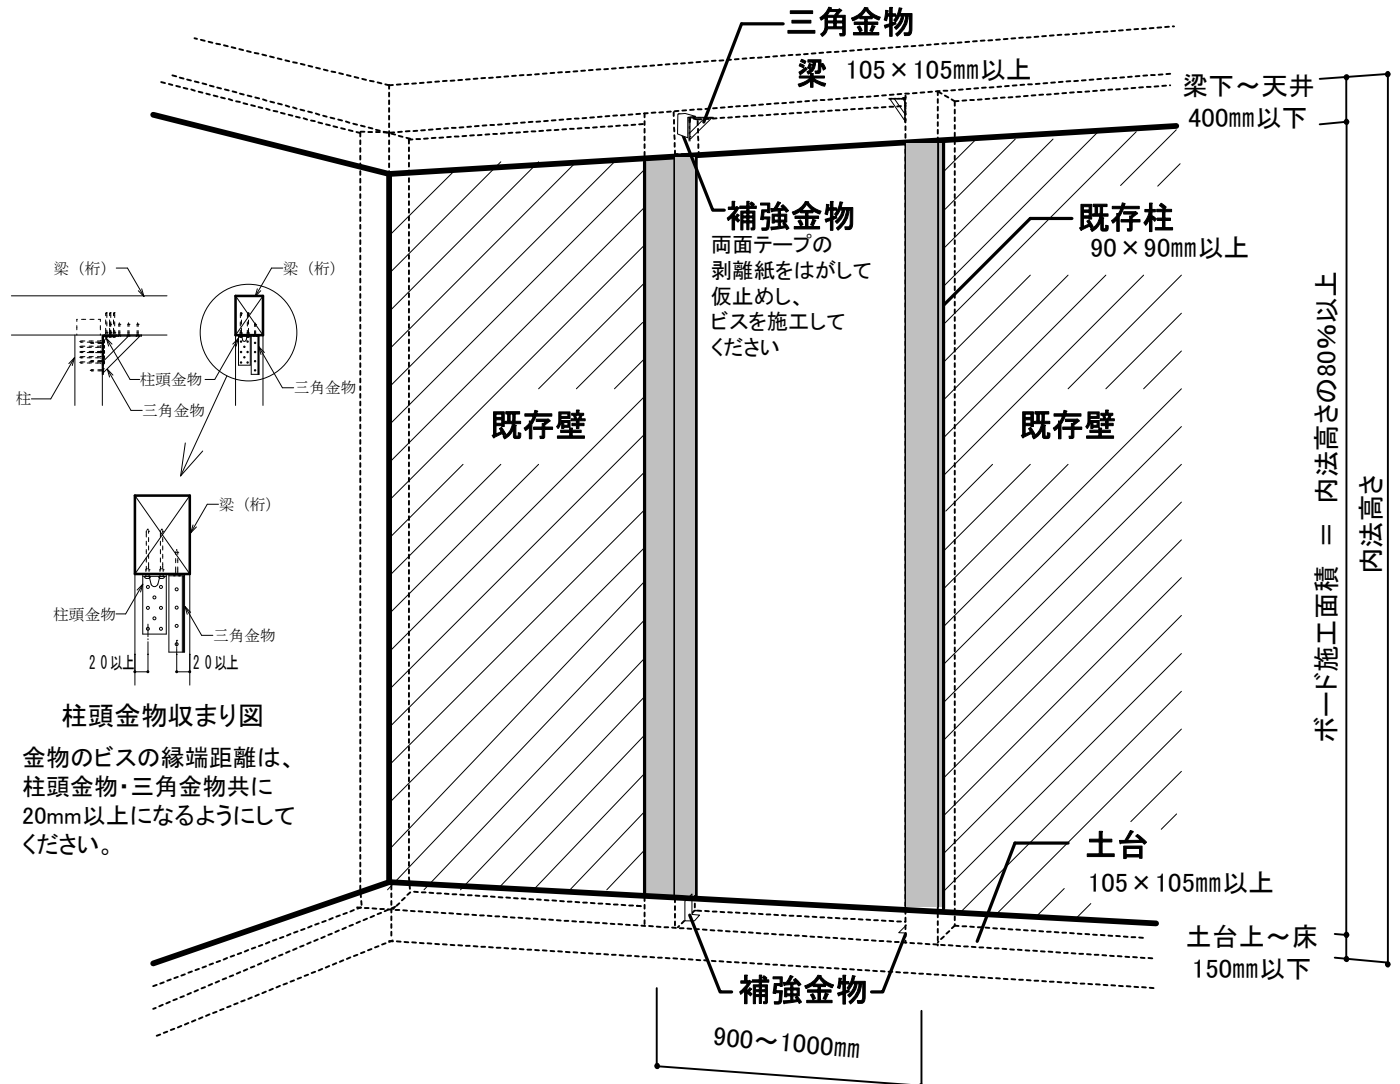 三角金物
梁 105×105mm以上
梁下～天井
400mm以下
補強金物
両面テープの
剥離紙をはがして
仮止めし、
ビスを施工して
ください
既存柱
90×90mm以上
梁（桁）
梁（桁）
柱頭金物
三角金物
柱
三角金物
既存壁
既存壁
梁（桁）
柱頭金物
三角金物
20以上
20以上
柱頭金物収まり図
金物のビスの縁端距離は、
柱頭金物・三角金物共に
20mm以上になるようにして
ください。
ボード施工面積 ＝ 内法高さの80%以上
内法高さ
土台
105×105mm以上
土台上～床
150mm以下
補強金物
900～1000mm